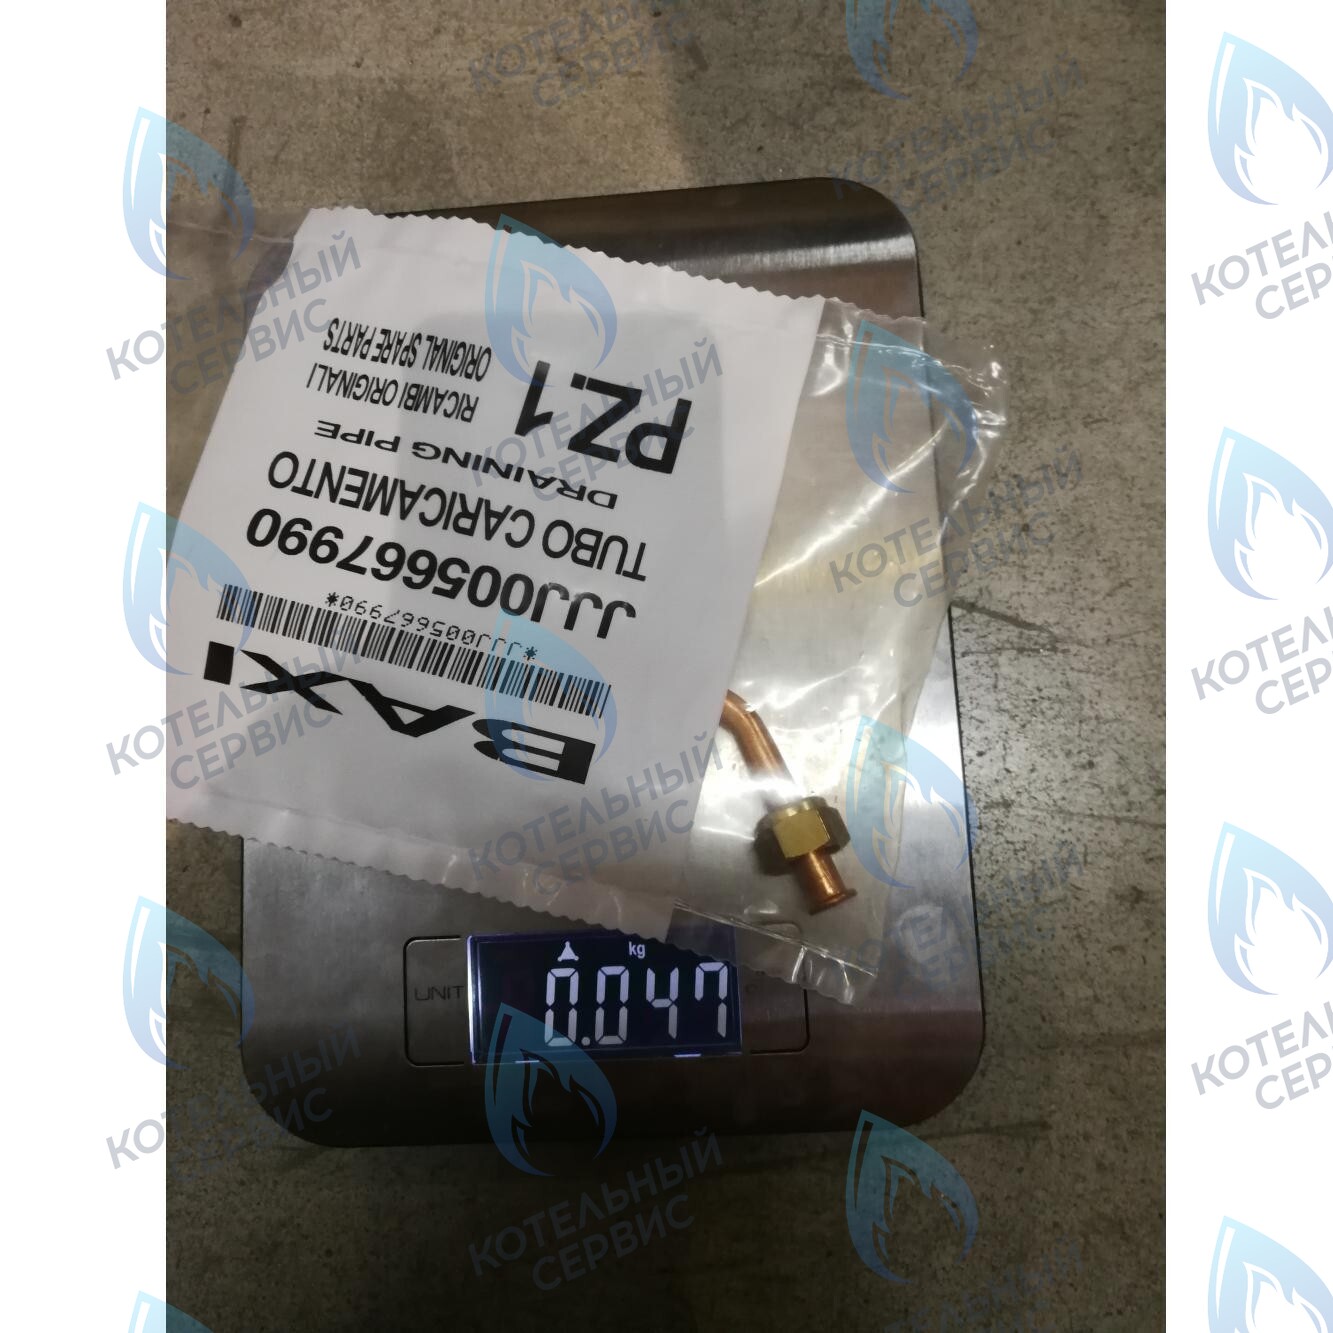 BAXI
*JJJ005667990*
JJJ005667990
TUBO CARICAMENTO
DRAINING PIPE
RICAMBI ORIGINALI
ORIGINAL SPARE PARTS
PZ.1
UNIT
kg
0.047
КОТЕЛЬНЫЙ
СЕРВИС